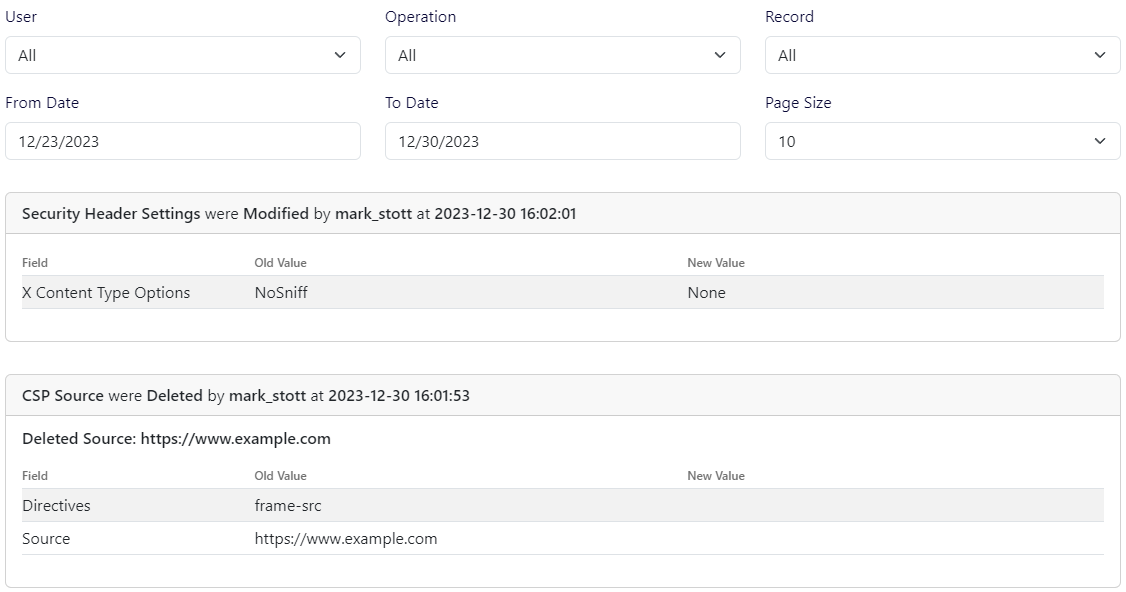 User Operation Record
All All All
From Date To Date Page Size
12/23/2023 12/30/2023 10
Security Header Settings were Modified by mark_stott at 2023-12-30 16:02:01
Field Old Value New Value
X Content Type Options NoSniff None
CSP Source were Deleted by mark_stott at 2023-12-30 16:01:53
Deleted Source: https://www.example.com
Field Old Value New Value
Directives frame-src
Source https://www.example.com